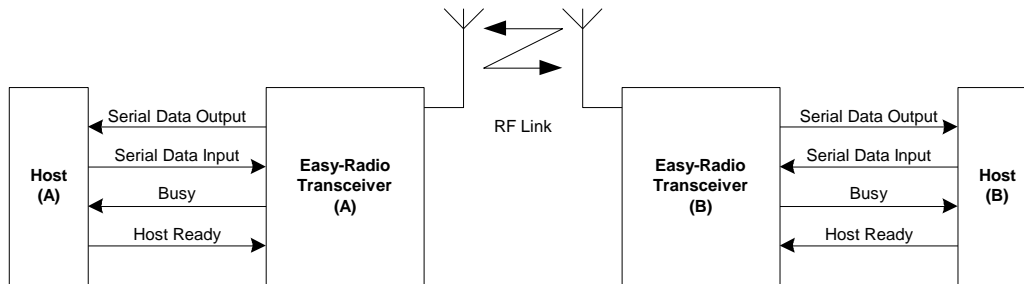 Serial Data Output
Serial Data Input
Busy
Host Ready
Host
(A)
Easy-Radio
Transceiver
(A)
RF Link
Easy-Radio
Transceiver
(B)
Serial Data Output
Serial Data Input
Busy
Host Ready
Host
(B)